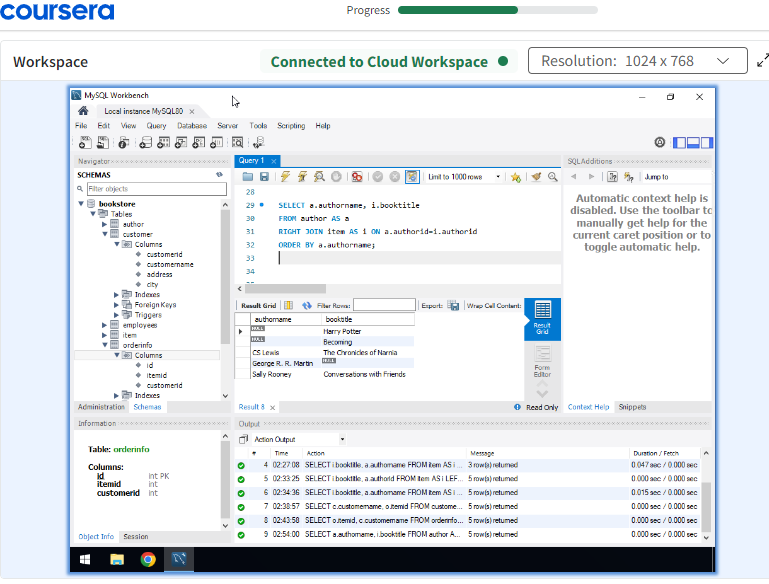 coursera
Progress
Workspace
Connected to Cloud Workspace
Resolution: 1024 x 768
MySQL Workbench
Local instance MySQL80
File Edit View Query Database Server Tools Scripting Help
Navigator
SCHEMAS
Filter objects
bookstore
Tables
author
customer
Columns
customerid
customername
address
city
Indexes
Foreign Keys
Triggers
employees
item
orderinfo
Columns
id
itemid
customerid
Indexes
Administration Schemas
Information
Table: orderinfo
Columns:
id int PK
itemid int
customerid int
Object Info Session
Query 1
Limit to 1000 rows
28
29 SELECT a.authorname, i.booktitle
30 FROM author AS a
31 RIGHT JOIN item AS i ON a.authorid=i.authorid
32 ORDER BY a.authorname;
33
34
Result Grid Filter Rows: Export: Wrap Cell Content:
authorname booktitle
NULL Harry Potter
NULL Becoming
CS Lewis The Chronicles of Narnia
George R. R. Martin NULL
Sally Rooney Conversations with Friends
Result Grid
Form Editor
Result 8
Read Only
SQLAdditions
Jump to
Automatic context help is
disabled. Use the toolbar to
manually get help for the
current caret position or to
toggle automatic help.
Context Help Snippets
Output
Action Output
# Time Action Message Duration / Fetch
4 02:27:08 SELECT i.booktitle, a.authorname FROM item AS i ... 3 row(s) returned 0.047 sec / 0.000 sec
5 02:33:25 SELECT i.booktitle, a.authorid FROM item AS i LEF... 5 row(s) returned 0.000 sec / 0.000 sec
6 02:34:36 SELECT i.booktitle, a.authorname FROM item AS i ... 5 row(s) returned 0.015 sec / 0.000 sec
7 02:38:57 SELECT c.customername, o.itemid FROM custome... 5 row(s) returned 0.000 sec / 0.000 sec
8 02:43:58 SELECT o.itemid, c.customername FROM orderinfo... 5 row(s) returned 0.000 sec / 0.000 sec
9 02:54:00 SELECT a.authorname, i.booktitle FROM author A... 5 row(s) returned 0.000 sec / 0.000 sec